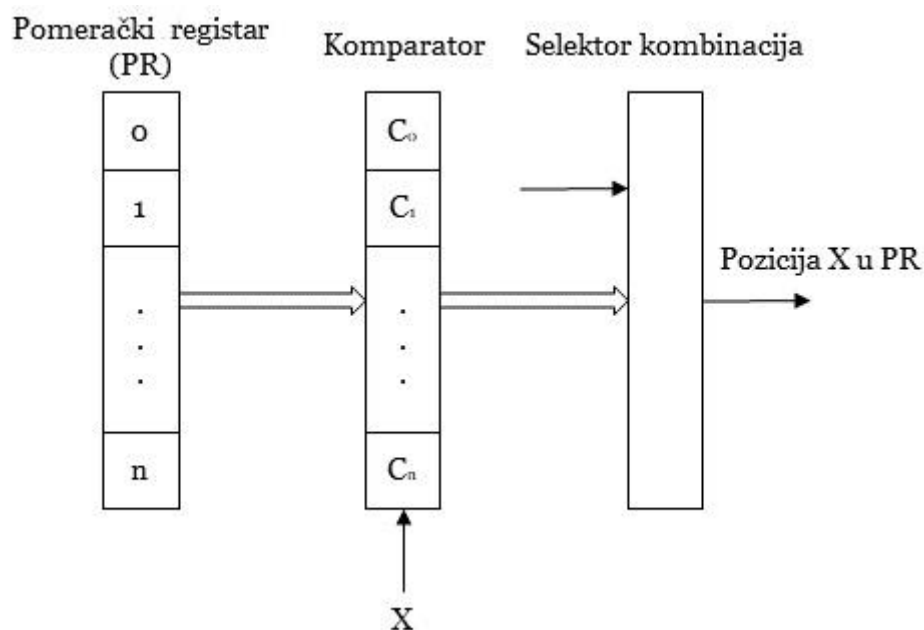 Pomerački registar
(PR)
Komparator
Selektor kombinacija
0
C₀
1
C₁
Pozicija X u PR
.
.
.
.
.
.
n
Cₙ
X